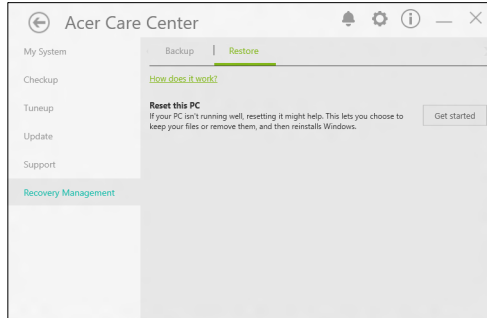 Acer Care Center
My System
Checkup
Tuneup
Update
Support
Recovery Management
Backup | Restore
How does it work?
Reset this PC
If your PC isn't running well, resetting it might help. This lets you choose to
keep your files or remove them, and then reinstalls Windows.
Get started